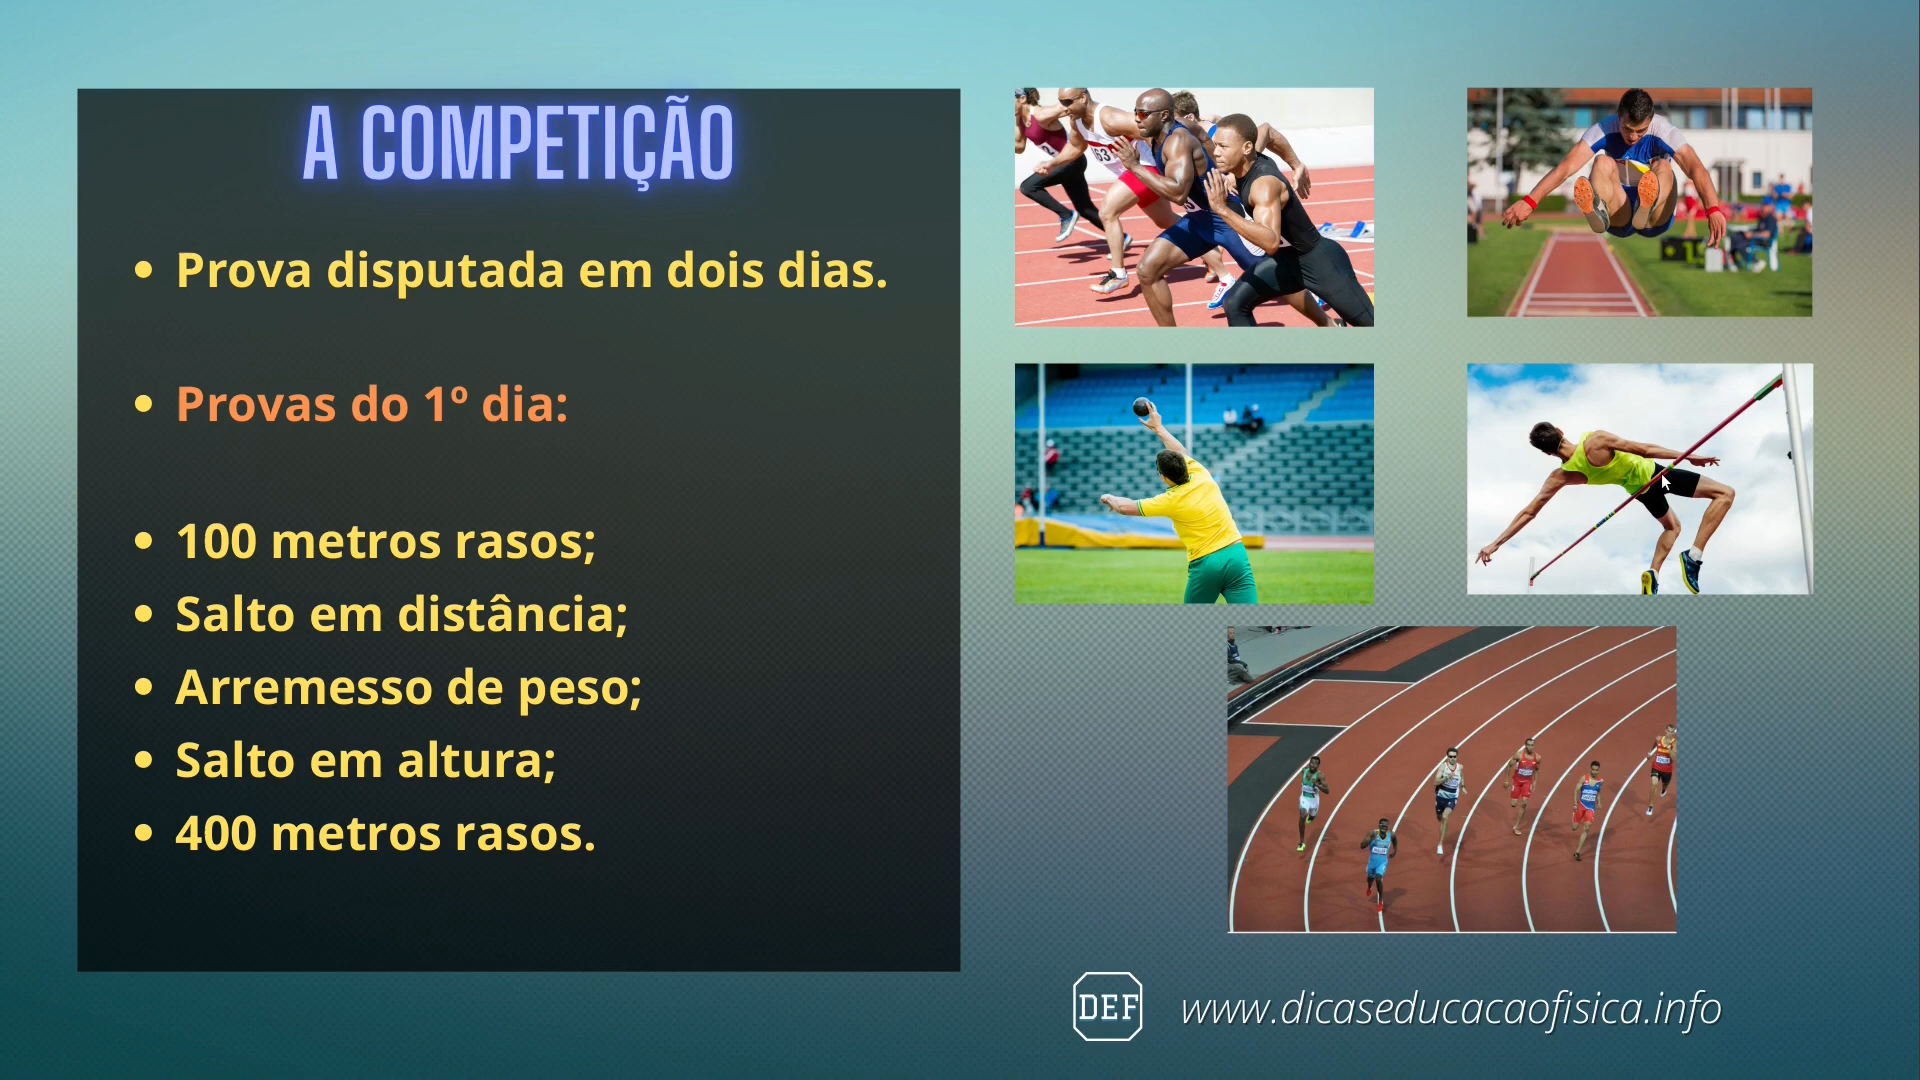 A COMPETIÇÃO
Prova disputada em dois dias.
Provas do 1º dia:
100 metros rasos;
Salto em distância;
Arremesso de peso;
Salto em altura;
400 metros rasos.
DEF
www.dicaseducacaofisica.info